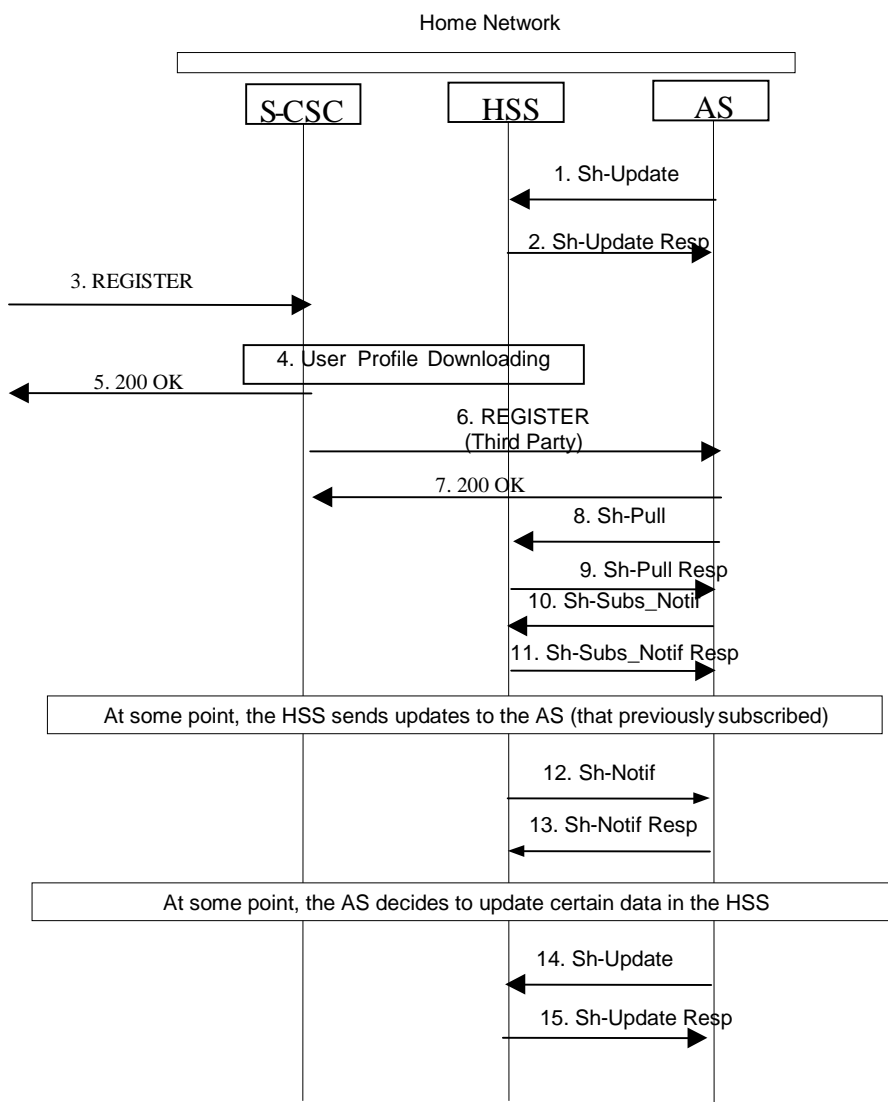 Home Network
S-CSC
HSS
AS
1. Sh-Update
2. Sh-Update Resp
3. REGISTER
4. User Profile Downloading
5. 200 OK
6. REGISTER
(Third Party)
7. 200 OK
8. Sh-Pull
9. Sh-Pull Resp
10. Sh-Subs_Notif
11. Sh-Subs_Notif Resp
At some point, the HSS sends updates to the AS (that previously subscribed)
12. Sh-Notif
13. Sh-Notif Resp
At some point, the AS decides to update certain data in the HSS
14. Sh-Update
15. Sh-Update Resp